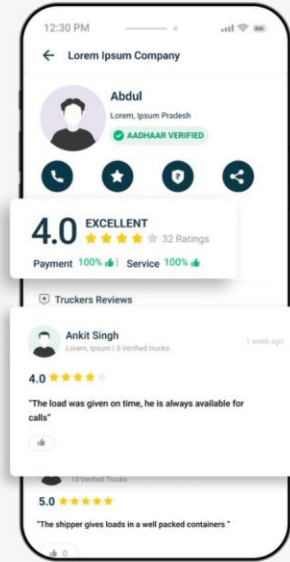 12:30 PM
← Lorem Ipsum Company
Abdul
Lorem, Ipsum Pradesh
AADHAAR VERIFIED
4.0 EXCELLENT
32 Ratings
Payment 100% | Service 100%
Truckers Reviews
Ankit Singh
1 week ago
Lorem, Ipsum | 5 Verified trucks
4.0
"The load was given on time, he is always available for
calls"
10 Verified Trucks
5.0
"The shipper gives loads in a well packed containers "
0